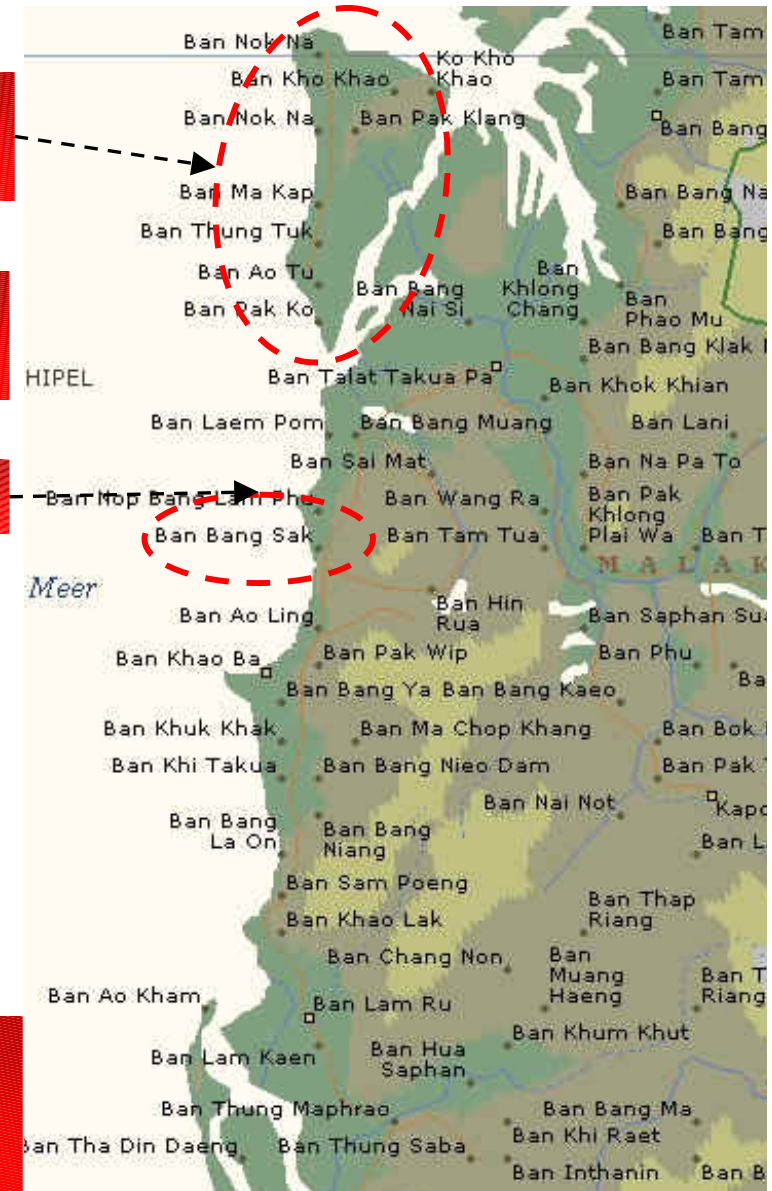 Ban Nok Na
Ban Tam
Ko Kho
Khao
Ban Kho Khao
Ban Tam
Ban Nok Na
Ban Pak Klang
Ban Bang
Ban Ma Kap
Ban Bang Na
Ban Thung Tuk
Ban Bang
Ban Ao Tu
Ban
Khlong
Chang
Ban Bang
Nai Si
Ban Pak Ko
Ban
Phao Mu
Ban Bang Klak
HIPEL
Ban Talat Takua Pa
Ban Khok Khian
Ban Laem Pom
Ban Bang Muang
Ban Lani
Ban Sai Mat
Ban Na Pa To
Ban Nop Bang Lam Phu
Ban Wang Ra
Ban Pak
Khlong
Plai Wa
Ban Bang Sak
Ban Tam Tua
Ban T
MALAK
Meer
Ban Hin
Rua
Ban Ao Ling
Ban Saphan Sua
Ban Khao Ba
Ban Pak Wip
Ban Phu
Ba
Ban Bang Ya
Ban Bang Kaeo
Ban Khuk Khak
Ban Ma Chop Khang
Ban Bok
Ban Khi Takua
Ban Bang Nieo Dam
Ban Pak
Ban Nai Not
Kapo
Ban Bang
La On
Ban Bang
Niang
Ban L
Ban Sam Poeng
Ban Thap
Riang
Ban Khao Lak
Ban Chang Non
Ban
Muang
Haeng
Ban T
Riang
Ban Ao Kham
Ban Lam Ru
Ban Khum Khut
Ban Lam Kaen
Ban Hua
Saphan
Ban Thung Maphrao
Ban Bang Ma
Ban Khi Raet
Ban Tha Din Daeng
Ban Thung Saba
Ban Inthanin
Ban B